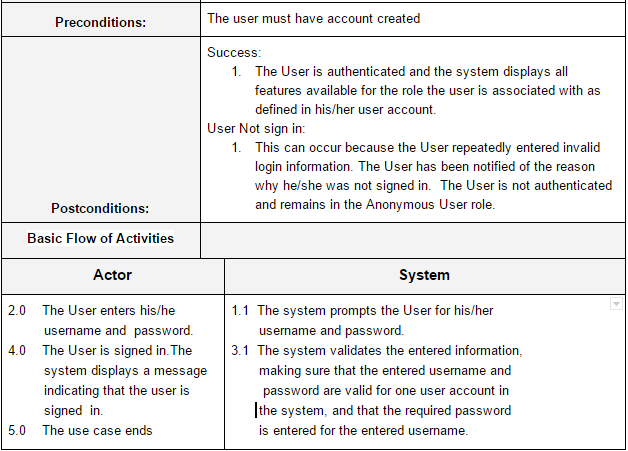 Preconditions: The user must have account created
Success:
1. The User is authenticated and the system displays all
features available for the role the user is associated with as
defined in his/her user account.
User Not sign in:
1. This can occur because the User repeatedly entered invalid
login information. The User has been notified of the reason
why he/she was not signed in. The User is not authenticated
Postconditions: and remains in the Anonymous User role.
Basic Flow of Activities
Actor
2.0 The User enters his/he
username and password.
4.0 The User is signed in.The
system displays a message
indicating that the user is
signed in.
5.0 The use case ends
System
1.1 The system prompts the User for his/her
username and password.
3.1 The system validates the entered information,
making sure that the entered username and
password are valid for one user account in
the system, and that the required password
is entered for the entered username.